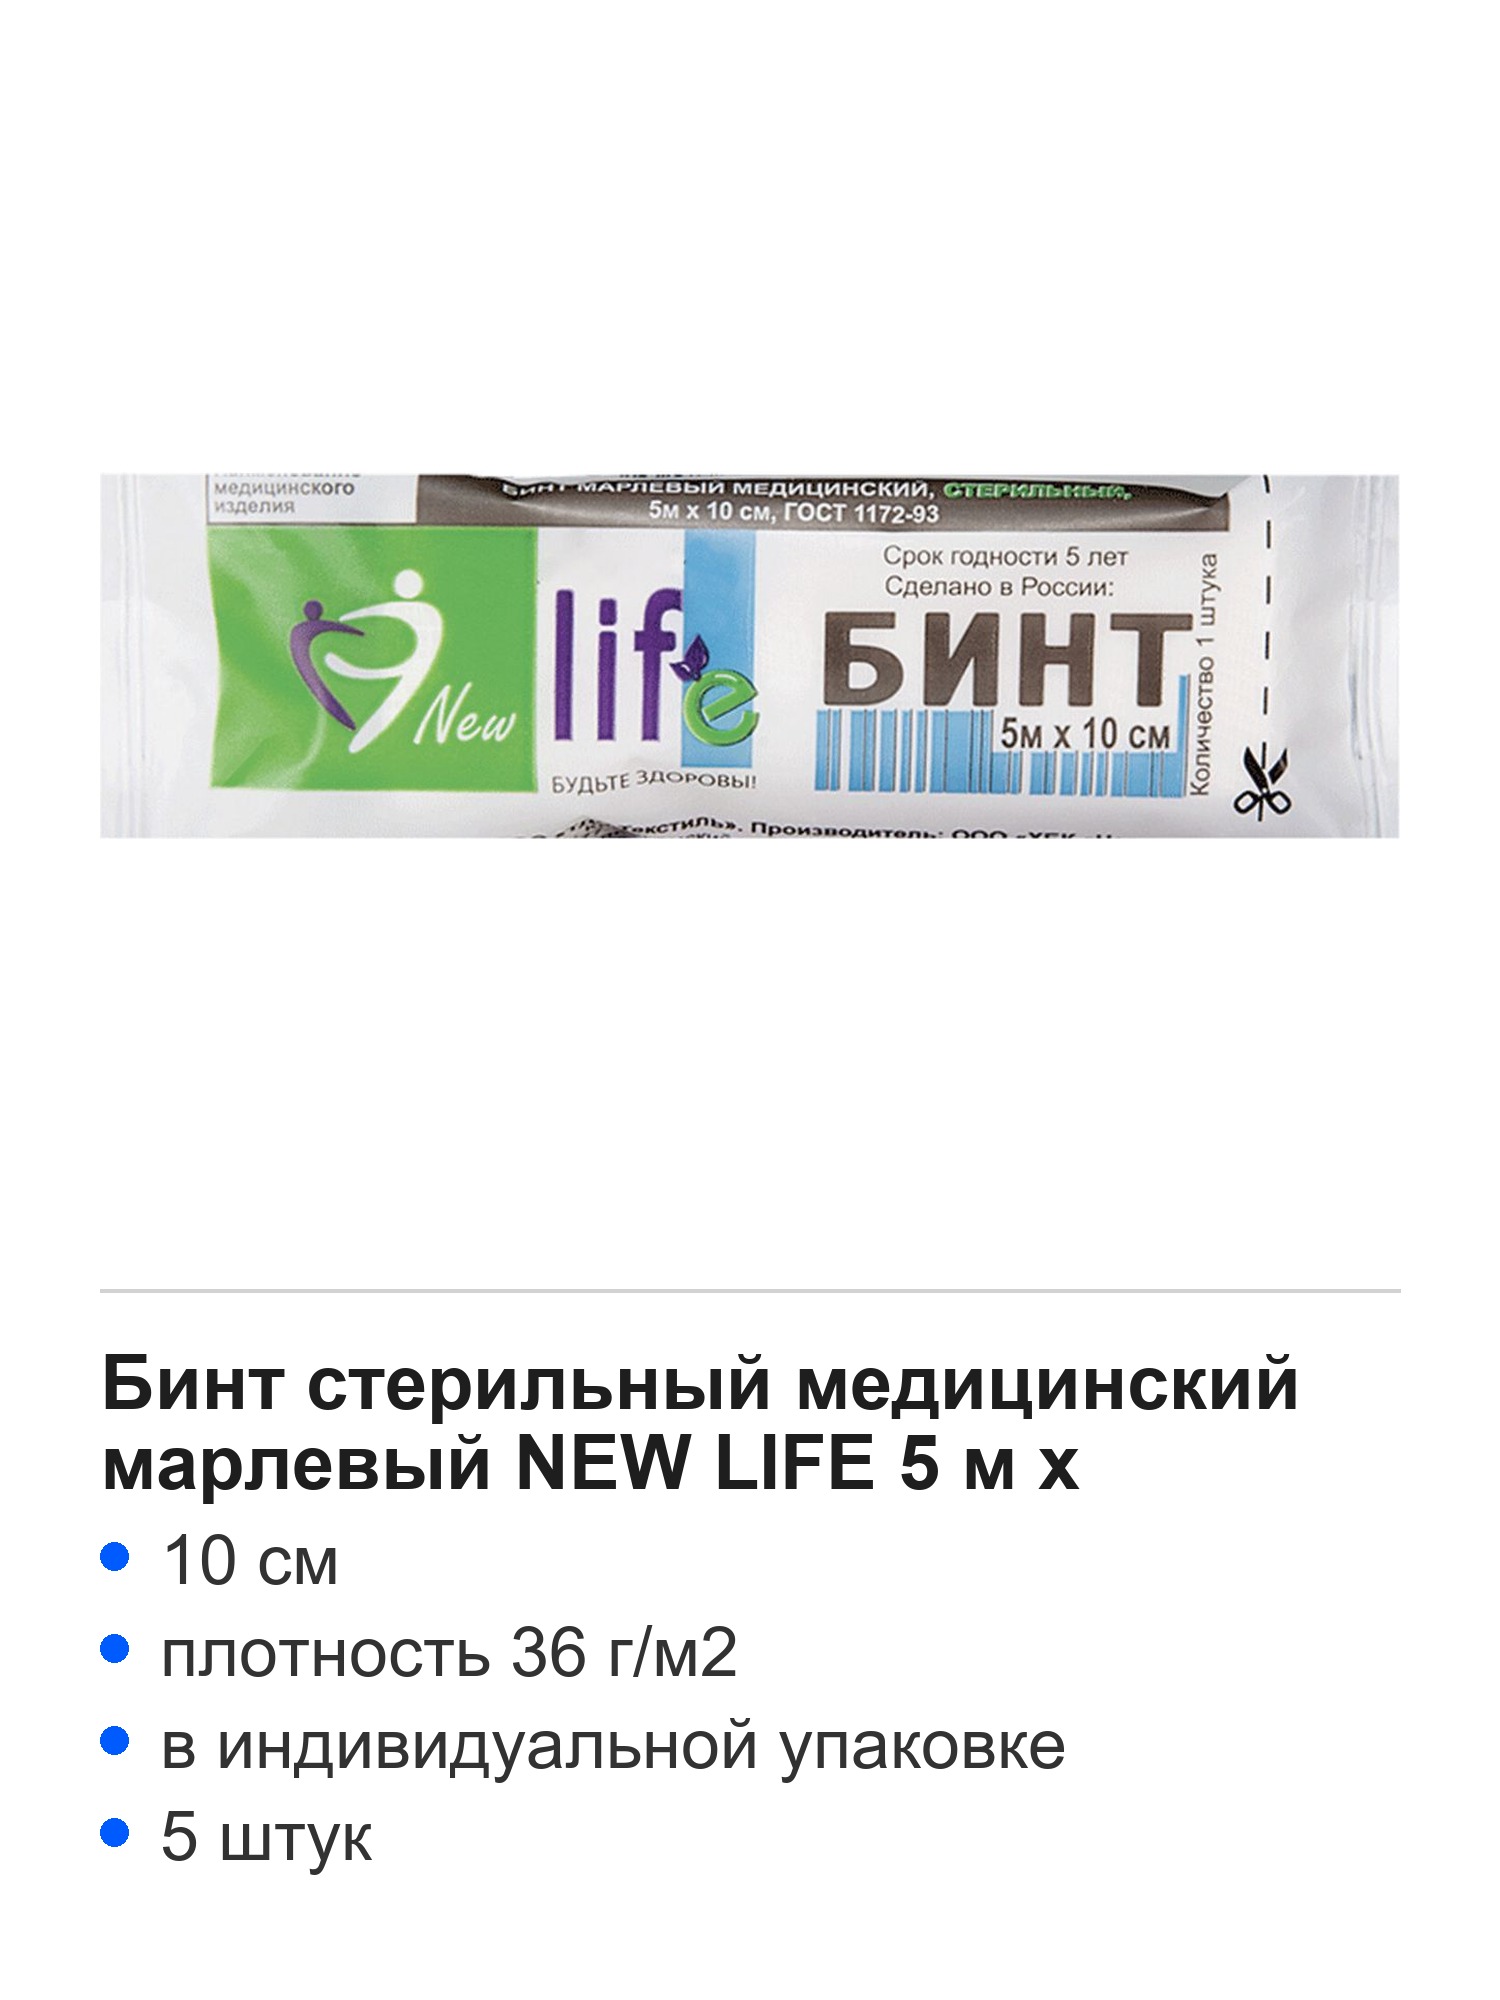 медицинского
изделия
БИНТ МАРЛЕВЫЙ МЕДИЦИНСКИЙ, СТЕРИЛЬНЫЙ,
5м х 10 см, ГОСТ 1172-93
New
life
БУДЬТЕ ЗДОРОВЫ!
Срок годности 5 лет
Сделано в России:
БИНТ
5м х 10 см
Количество 1 штука
Производитель: ООО
Бинт стерильный медицинский
марлевый NEW LIFE 5 м х
10 см
плотность 36 г/м2
в индивидуальной упаковке
5 штук